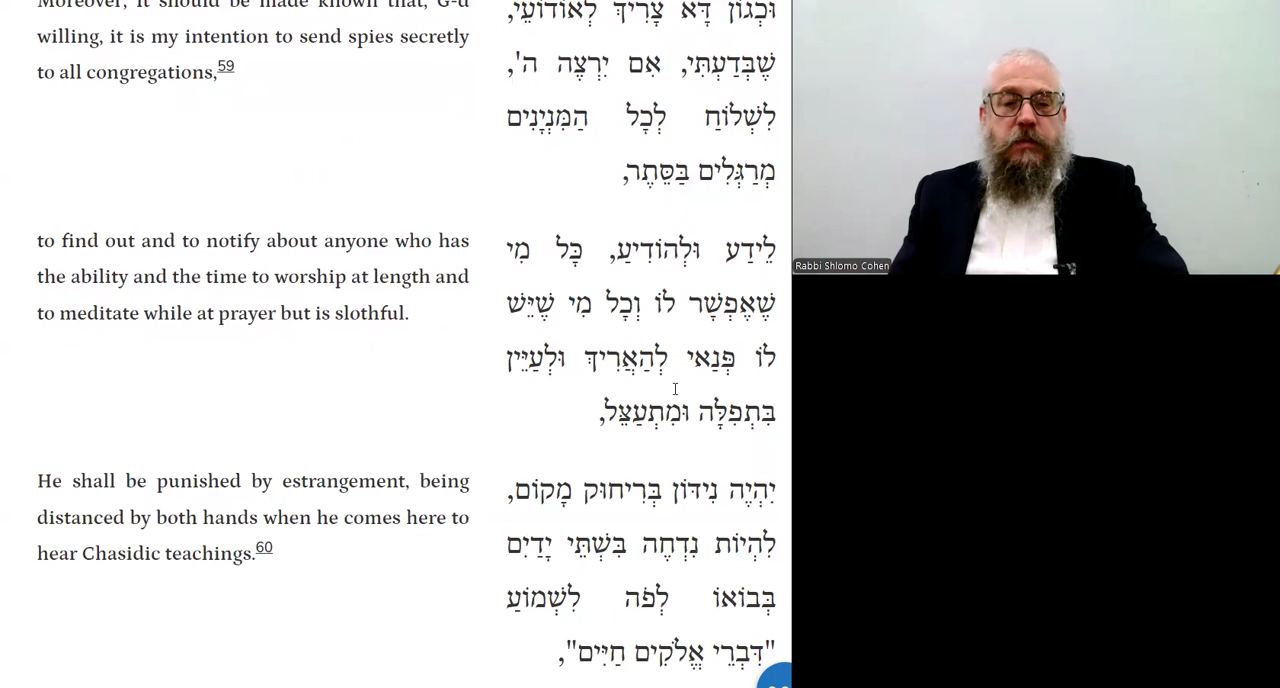 Moreover, it should be made known that, G-d
willing, it is my intention to send spies secretly
to all congregations,59
וּכְגוֹן דָּא צָרִיךְ לְאוֹדוֹעֵי,
שֶׁבְּדַעְתִּי, אִם יִרְצֶה ה',
לִשְׁלוֹחַ לְכָל הַמִּנְיָנִים
מְרַגְּלִים בַּסֵּתֶר,
to find out and to notify about anyone who has
the ability and the time to worship at length and
to meditate while at prayer but is slothful.
לֵידַע וּלְהוֹדִיעַ, כָּל מִי
שֶׁאֶפְשָׁר לוֹ וְכָל מִי שֶׁיֵּשׁ
לוֹ פְּנַאי לְהַאֲרִיךְ וּלְעַיֵּין
בִּתְפִלָּה וּמִתְעַצֵּל,
He shall be punished by estrangement, being
distanced by both hands when he comes here to
hear Chasidic teachings.60
יִהְיֶה נִידּוֹן בְּרִיחוּק מָקוֹם,
לִהְיוֹת נִדְחֶה בִּשְׁתֵּי יָדַיִם
בְּבוֹאוֹ לְפֹה לִשְׁמוֹעַ
"דִּבְרֵי אֱלֹקִים חַיִּים",
Rabbi Shlomo Cohen